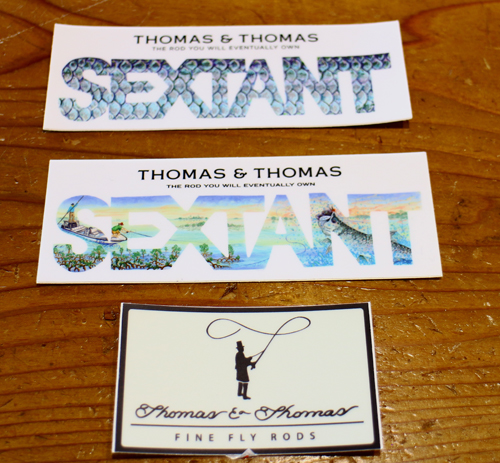 THOMAS & THOMAS
THE ROD YOU WILL EVENTUALLY OWN
SEXTANT
THOMAS & THOMAS
THE ROD YOU WILL EVENTUALLY OWN
SEXTANT
Thomas & Thomas
FINE FLY RODS